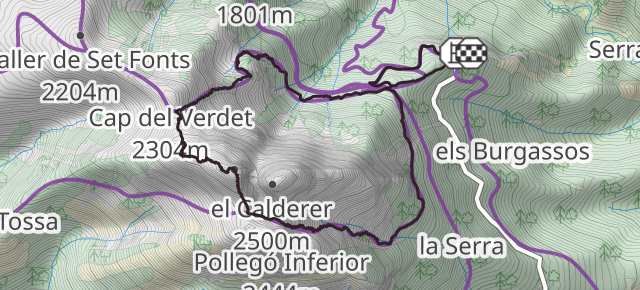 1801m
aller de Set Fonts
2204m
Serra
Cap del Verdet
2304m
els Burgassos
el Calderer
2500m
Tossa
la Serra
Pollegó Inferior
2444m